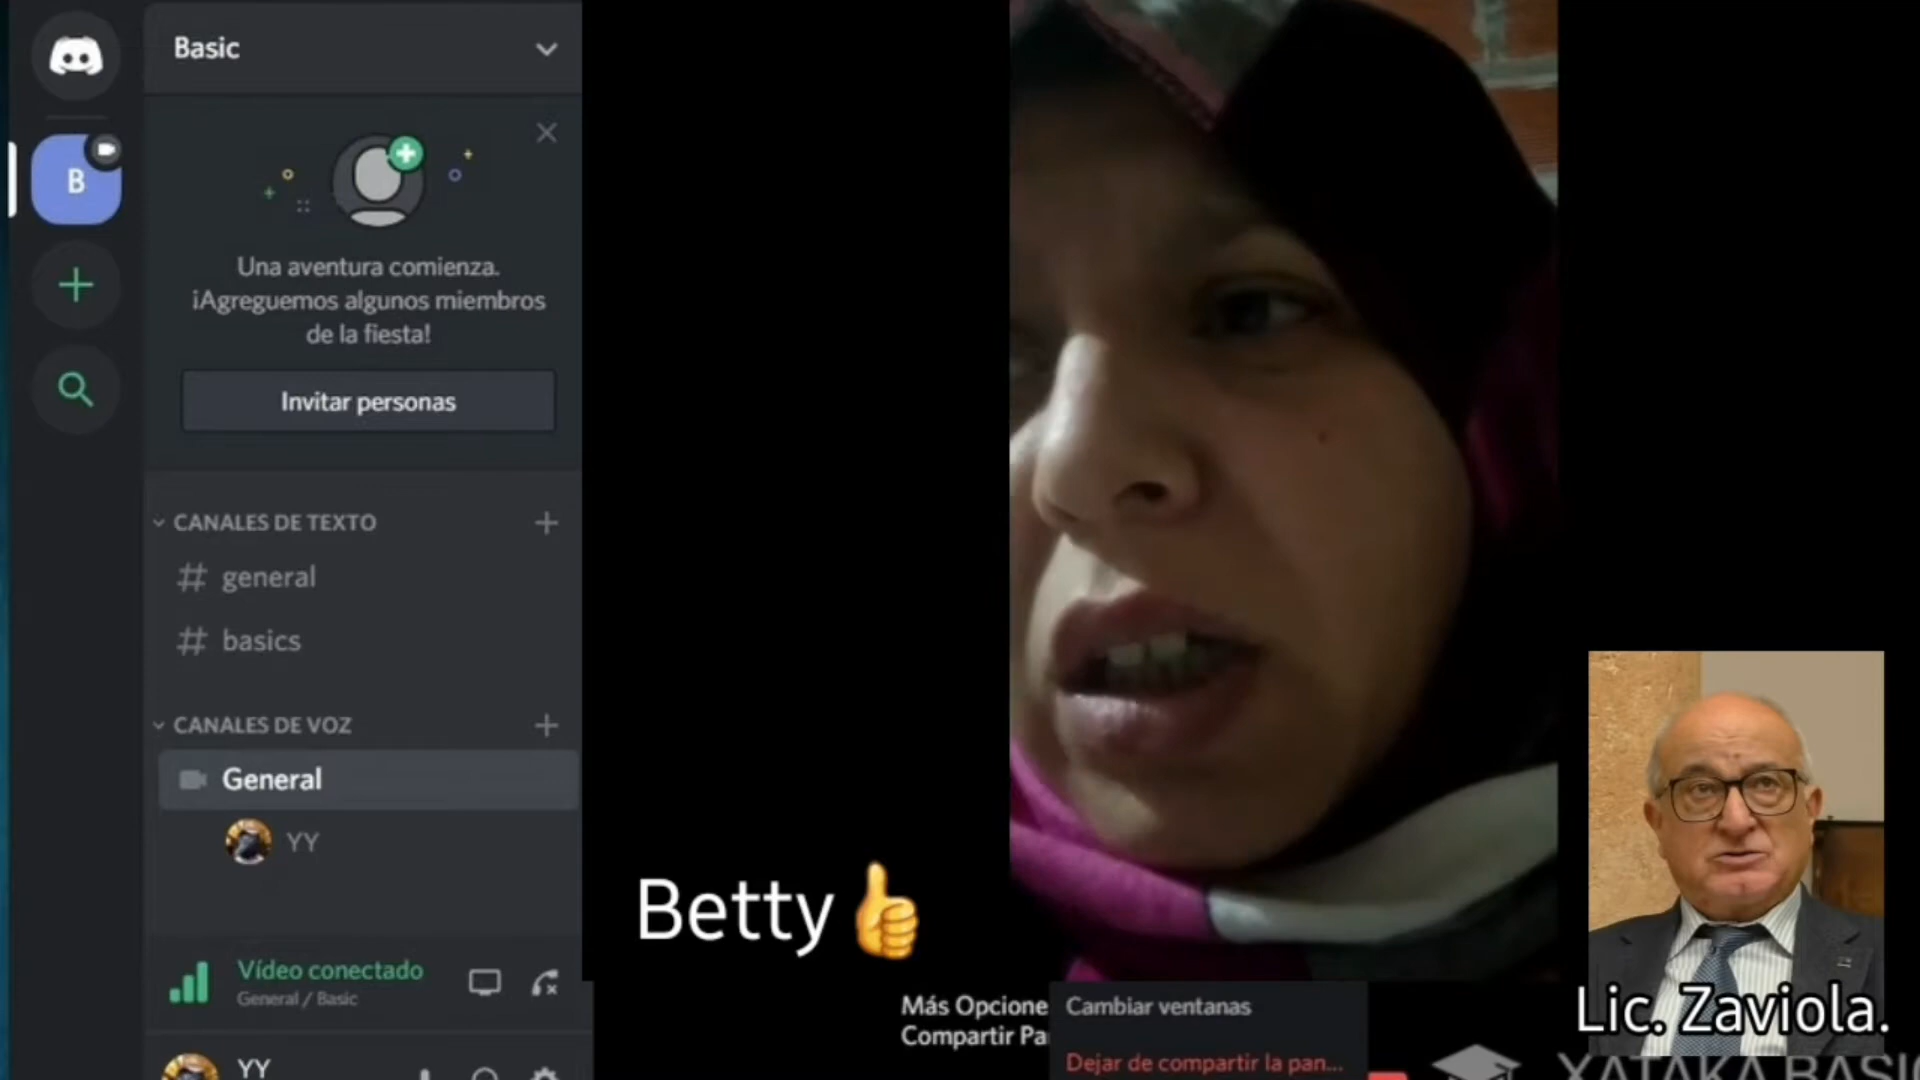 Basic
B
Una aventura comienza.
¡Agreguemos algunos miembros
de la fiesta!
Invitar personas
CANALES DE TEXTO
# general
# basics
CANALES DE VOZ
General
YY
Vídeo conectado
General / Basic
YY
Betty👍
Más Opcione
Compartir Pa
Cambiar ventanas
Dejar de compartir la pan...
Lic. Zaviola.
XATAKA BASIC